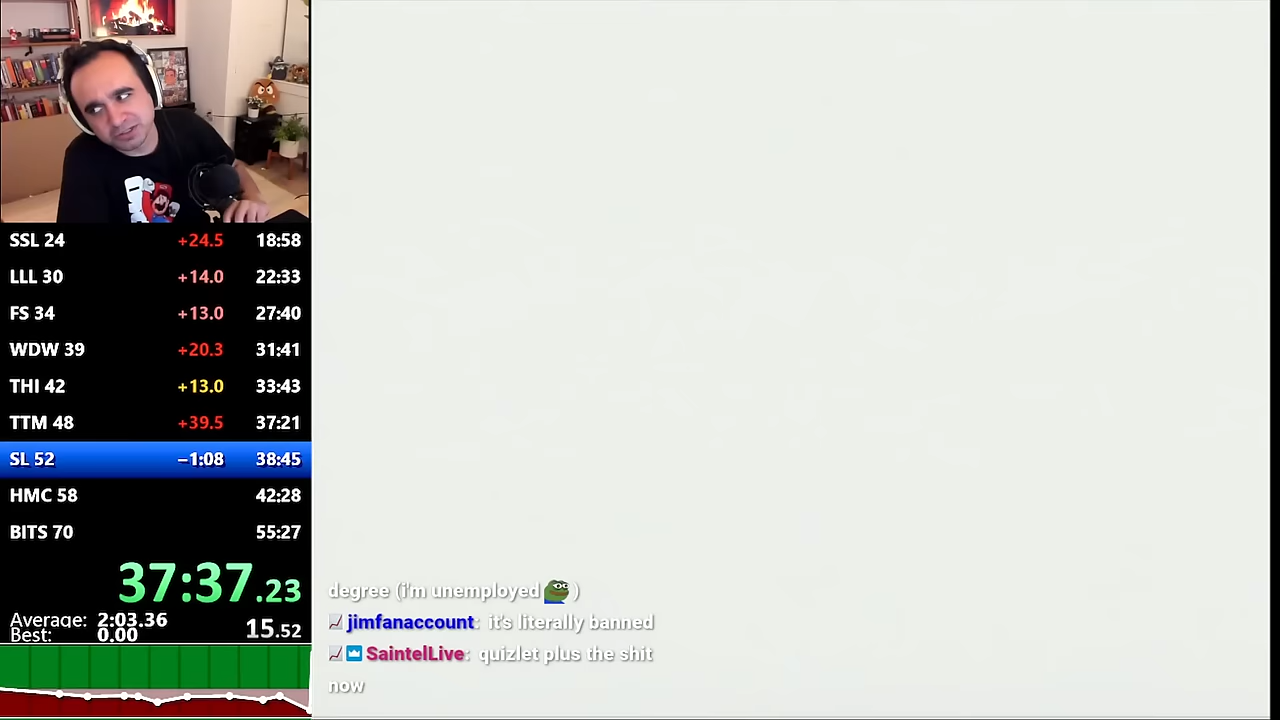 SSL 24 +24.5 18:58
LLL 30 +14.0 22:33
FS 34 +13.0 27:40
WDW 39 +20.3 31:41
THI 42 +13.0 33:43
TTM 48 +39.5 37:21
SL 52 −1:08 38:45
HMC 58 42:28
BITS 70 55:27
37:37.23
Average: 2:03.36
Best: 0.00 15.52
degree (i'm unemployed )
jimfanaccount: it's literally banned
SaintelLive: quizlet plus the shit
now